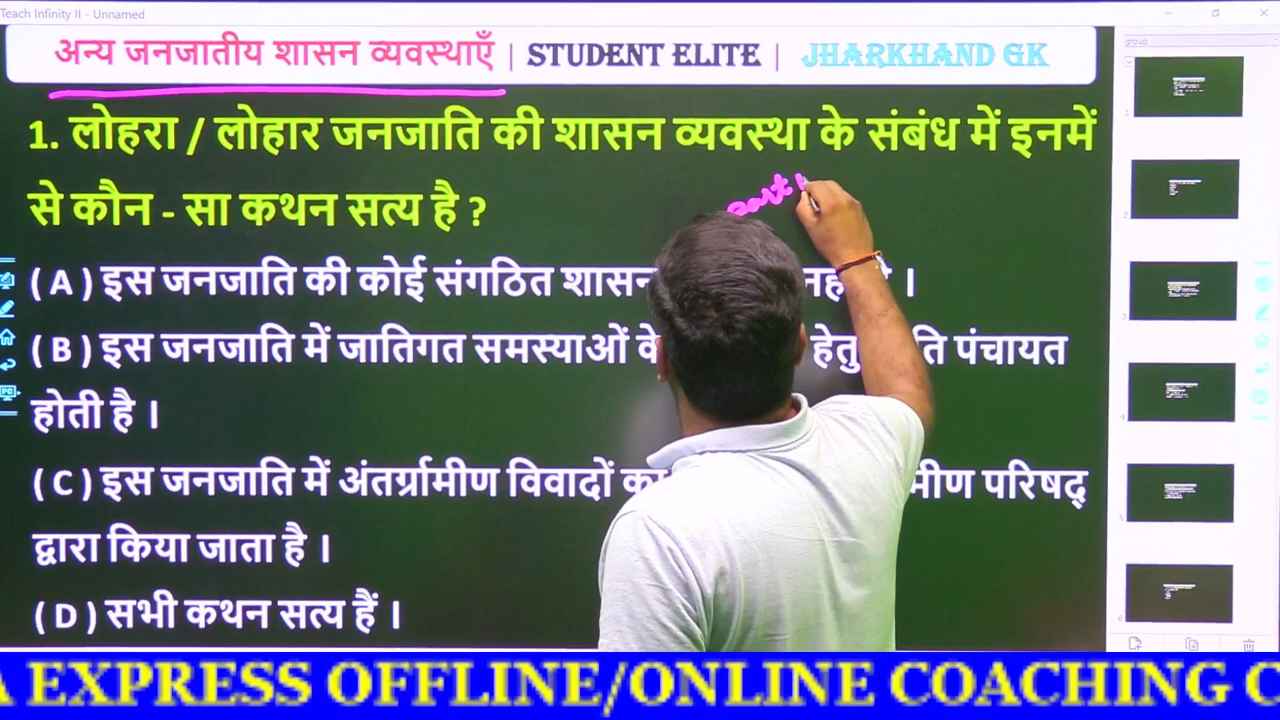 Teach Infinity II - Unnamed
group
अन्य जनजातीय शासन व्यवस्थाएँ | STUDENT ELITE | JHARKHAND GK
1. लोहरा / लोहार जनजाति की शासन व्यवस्था के संबंध में इनमें
से कौन - सा कथन सत्य है ?
Part
( A ) इस जनजाति की कोई संगठित शासन
( B ) इस जनजाति में जातिगत समस्याओं के हेतु पंचायत
होती है ।
( C ) इस जनजाति में अंतर्ग्रामीण विवादों का परिषद्
द्वारा किया जाता है ।
( D ) सभी कथन सत्य हैं ।
A EXPRESS OFFLINE/ONLINE COACHING C